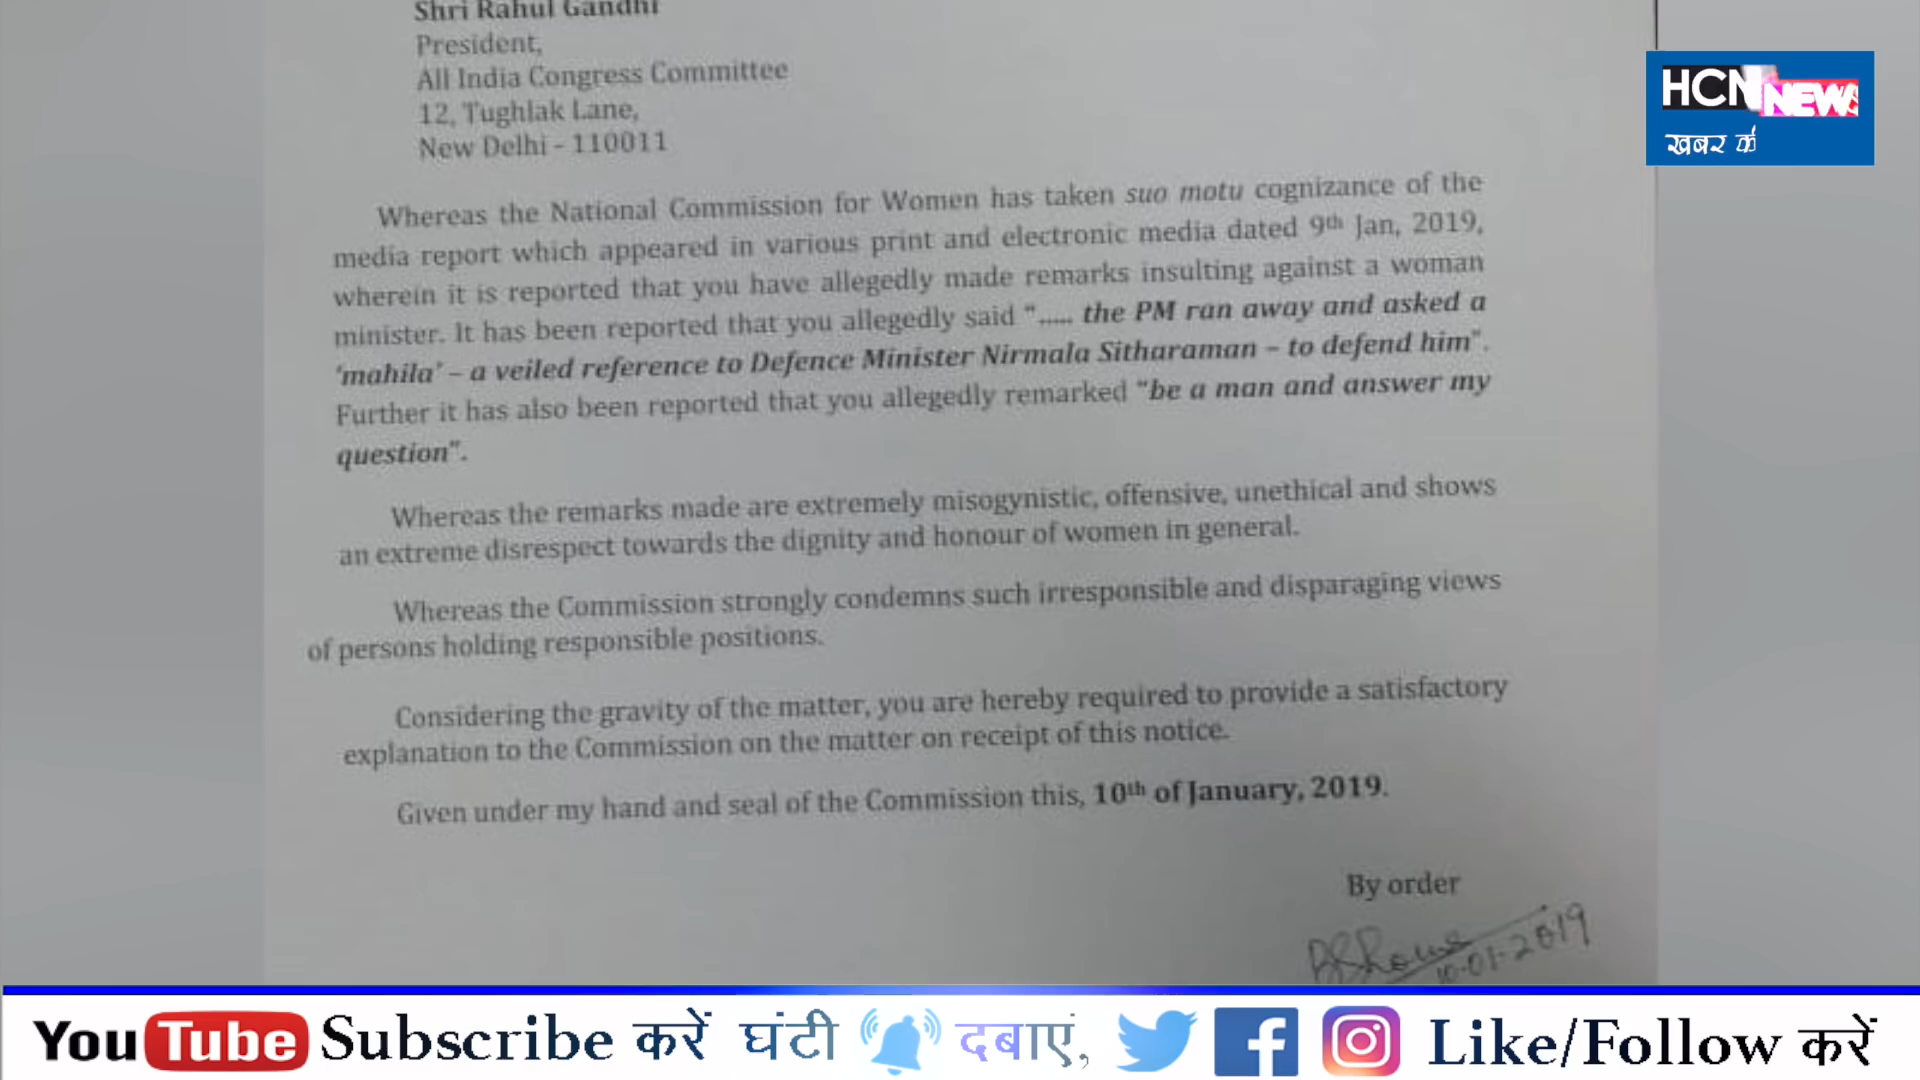 Shri Rahul Gandhi
President,
All India Congress Committee
12, Tughlak Lane,
New Delhi - 110011
HCN NEWS
खबर की
Whereas the National Commission for Women has taken suo motu cognizance of the
media report which appeared in various print and electronic media dated 9th Jan, 2019,
wherein it is reported that you have allegedly made remarks insulting against a woman
minister. It has been reported that you allegedly said "..... the PM ran away and asked a
'mahila' – a veiled reference to Defence Minister Nirmala Sitharaman – to defend him".
Further it has also been reported that you allegedly remarked "be a man and answer my
question".
Whereas the remarks made are extremely misogynistic, offensive, unethical and shows
an extreme disrespect towards the dignity and honour of women in general.
Whereas the Commission strongly condemns such irresponsible and disparaging views
of persons holding responsible positions.
Considering the gravity of the matter, you are hereby required to provide a satisfactory
explanation to the Commission on the matter on receipt of this notice.
Given under my hand and seal of the Commission this, 10th of January, 2019.
By order
10-01-2019
YouTube Subscribe करें घंटी दबाएं, Like/Follow करें